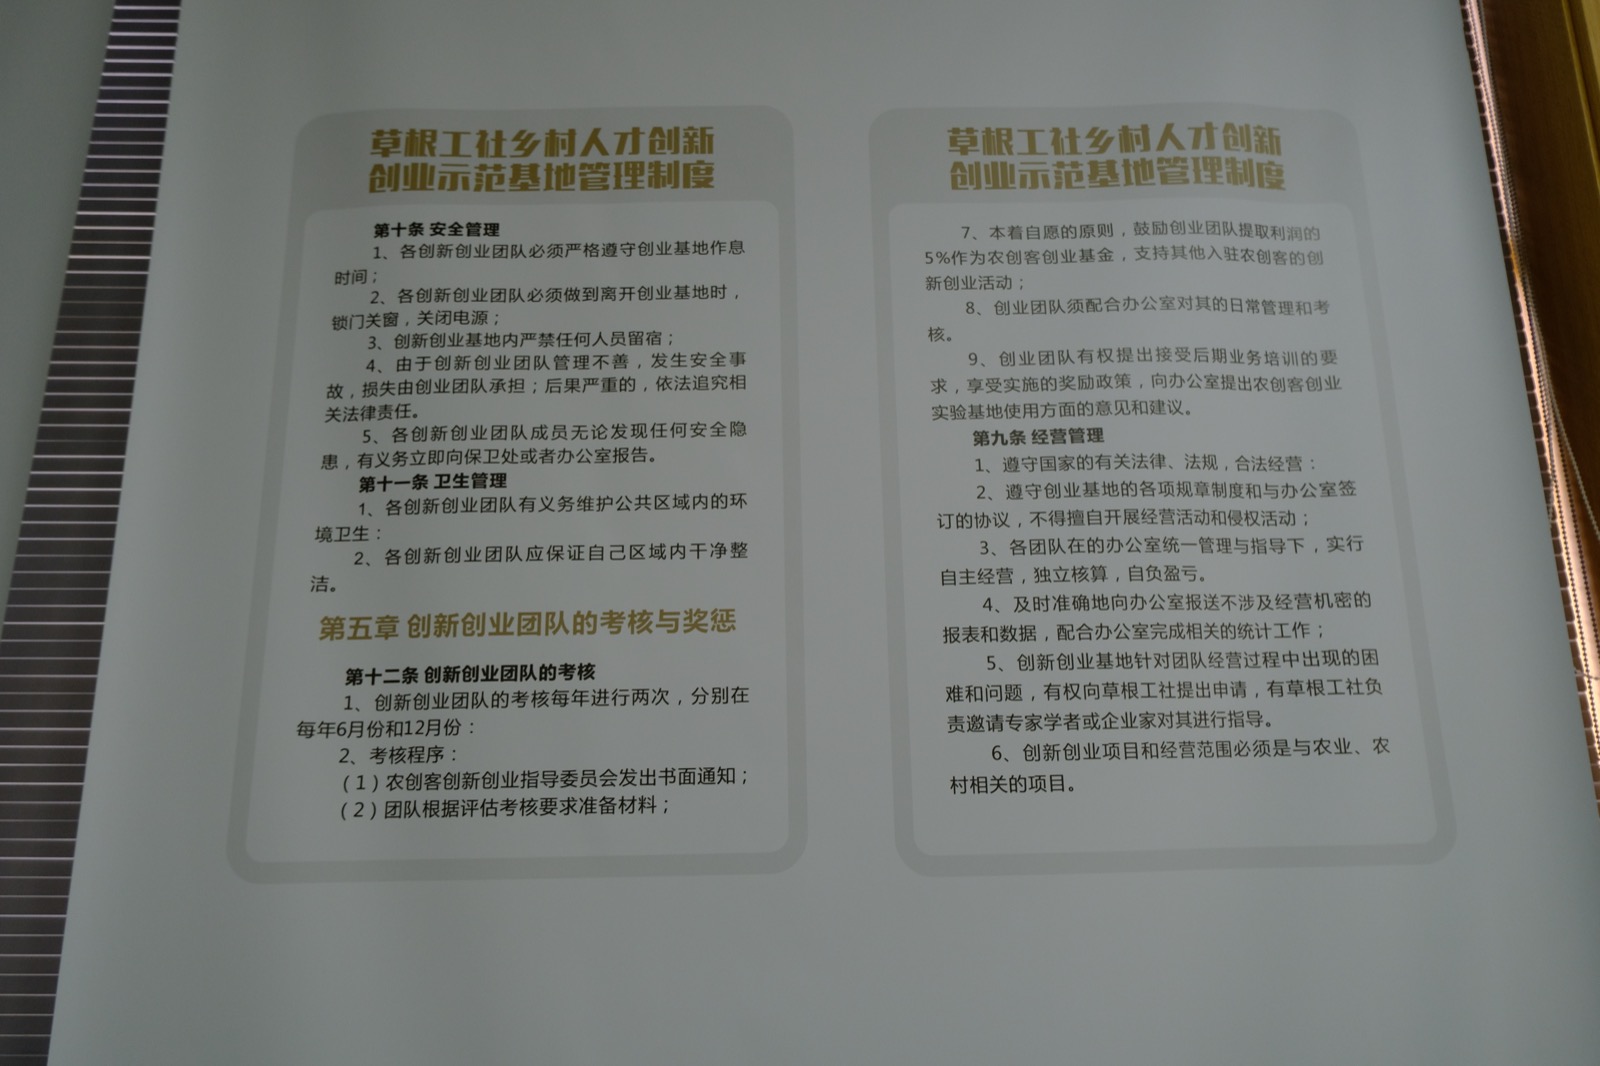 草根工社乡村人才创新
创业示范基地管理制度
第十条 安全管理
1、各创新创业团队必须严格遵守创业基地作息
时间；
2、各创新创业团队必须做到离开创业基地时，
锁门关窗，关闭电源；
3、创新创业基地内严禁任何人员留宿；
4、由于创新创业团队管理不善，发生安全事
故，损失由创业团队承担；后果严重的，依法追究相
关法律责任。
5、各创新创业团队成员无论发现任何安全隐
患，有义务立即向保卫处或者办公室报告。
第十一条 卫生管理
1、各创新创业团队有义务维护公共区域内的环
境卫生：
2、各创新创业团队应保证自己区域内干净整
洁。
第五章 创新创业团队的考核与奖惩
第十二条 创新创业团队的考核
1、创新创业团队的考核每年进行两次，分别在
每年6月份和12月份：
2、考核程序：
（1）农创客创新创业指导委员会发出书面通知；
（2）团队根据评估考核要求准备材料；
草根工社乡村人才创新
创业示范基地管理制度
7、本着自愿的原则，鼓励创业团队提取利润的
5%作为农创客创业基金，支持其他入驻农创客的创
新创业活动；
8、创业团队须配合办公室对其的日常管理和考
核。
9、创业团队有权提出接受后期业务培训的要
求，享受实施的奖励政策，向办公室提出农创客创业
实验基地使用方面的意见和建议。
第九条 经营管理
1、遵守国家的有关法律、法规，合法经营：
2、遵守创业基地的各项规章制度和与办公室签
订的协议，不得擅自开展经营活动和侵权活动；
3、各团队在的办公室统一管理与指导下，实行
自主经营，独立核算，自负盈亏。
4、及时准确地向办公室报送不涉及经营机密的
报表和数据，配合办公室完成相关的统计工作；
5、创新创业基地针对团队经营过程中出现的困
难和问题，有权向草根工社提出申请，有草根工社负
责邀请专家学者或企业家对其进行指导。
6、创新创业项目和经营范围必须是与农业、农
村相关的项目。